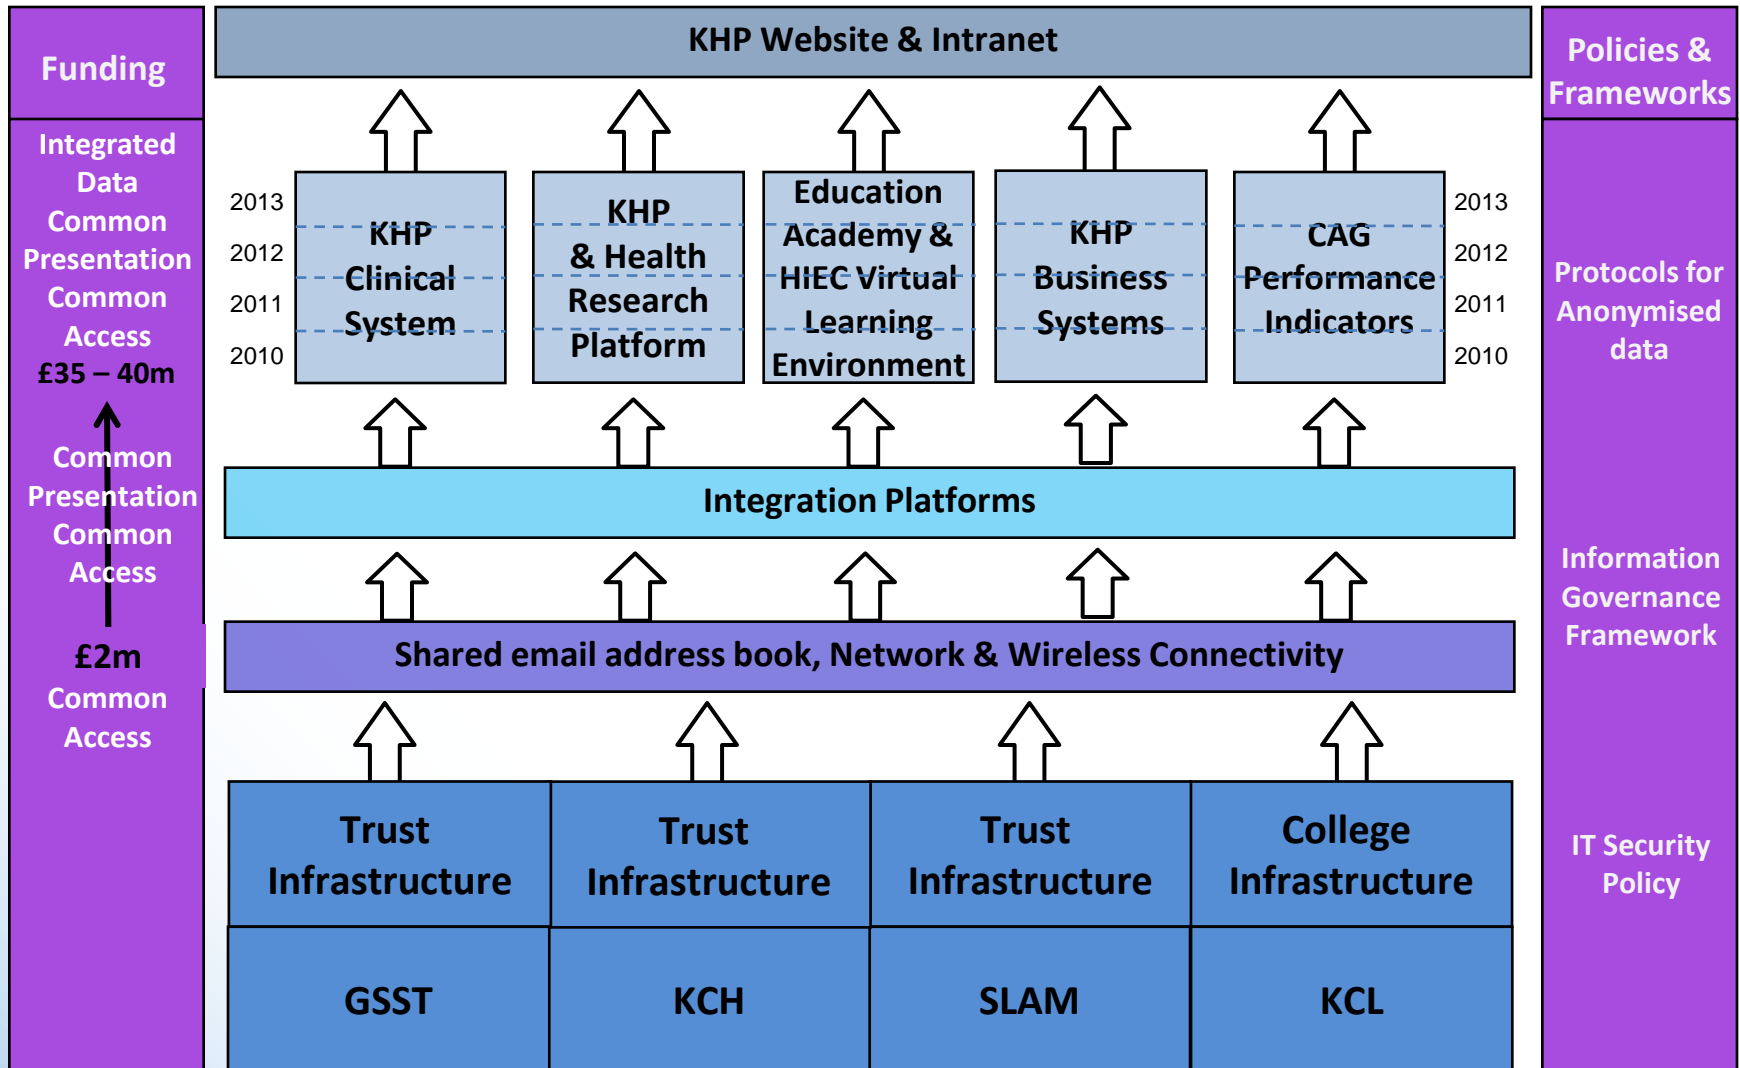 Funding
Integrated
Data
Common
Presentation
Common
Access
£35 – 40m
Common
Presentation
Common
Access
£2m
Common
Access
KHP Website & Intranet
2013
2012
2011
2010
KHP
Clinical
System
KHP
& Health
Research
Platform
Education
Academy &
HIEC Virtual
Learning
Environment
KHP
Business
Systems
CAG
Performance
Indicators
2013
2012
2011
2010
Integration Platforms
Shared email address book, Network & Wireless Connectivity
Trust
Infrastructure
Trust
Infrastructure
Trust
Infrastructure
College
Infrastructure
GSST
KCH
SLAM
KCL
Policies &
Frameworks
Protocols for
Anonymised
data
Information
Governance
Framework
IT Security
Policy